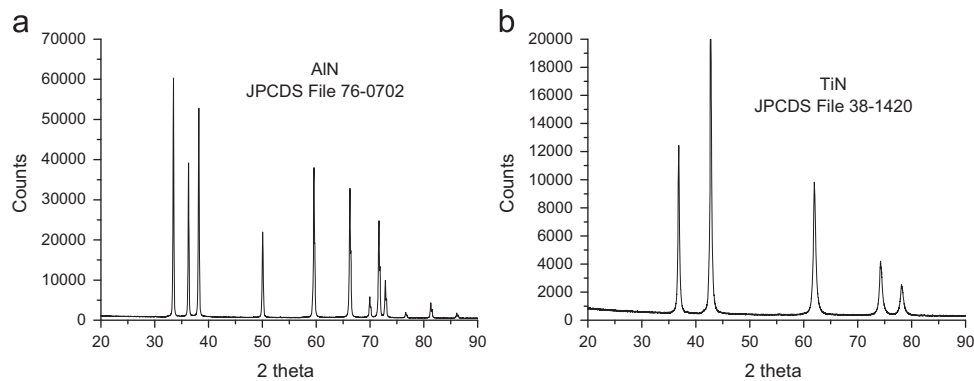 a
70000
60000
50000
40000
30000
20000
10000
0
Counts
AlN
JPCDS File 76-0702
20 30 40 50 60 70 80 90
2 theta
b
20000
18000
16000
14000
12000
10000
8000
6000
4000
2000
0
Counts
TiN
JPCDS File 38-1420
20 30 40 50 60 70 80 90
2 theta